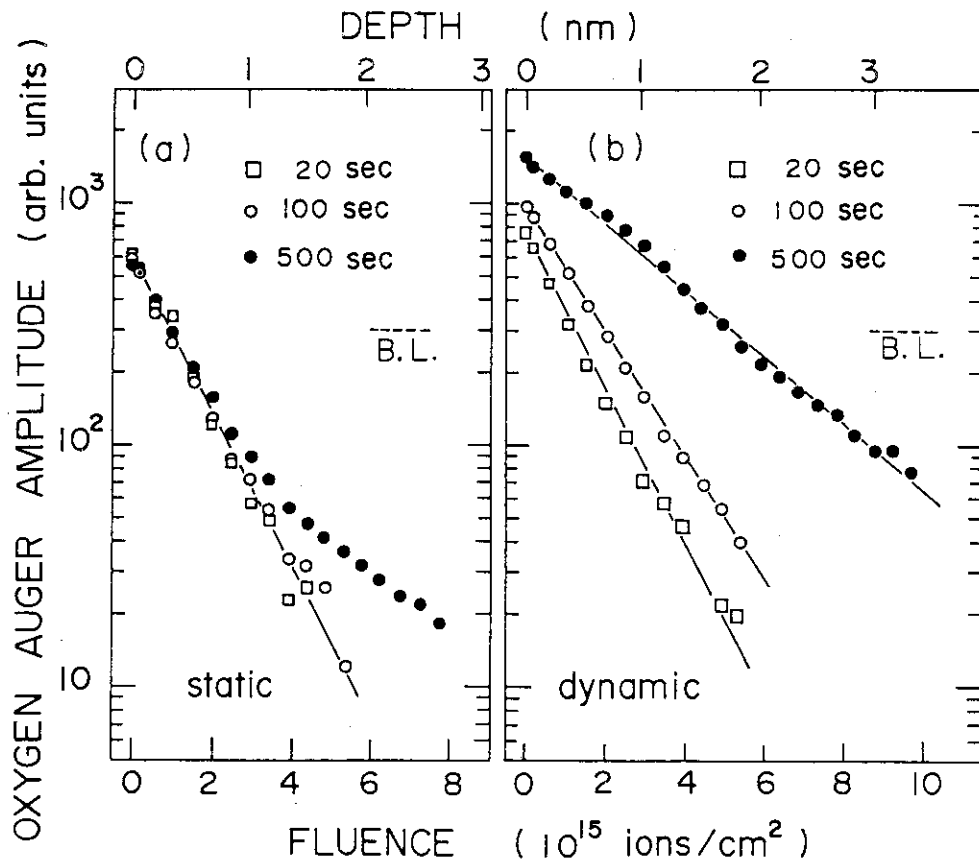 DEPTH (nm)
0 1 2 3
0 1 2 3
OXYGEN AUGER AMPLITUDE (arb. units)
10³
10²
10
(a)
□ 20 sec
○ 100 sec
● 500 sec
B.L.
static
(b)
□ 20 sec
○ 100 sec
● 500 sec
B.L.
dynamic
0 2 4 6 8
0 2 4 6 8 10
FLUENCE (10¹⁵ ions/cm²)